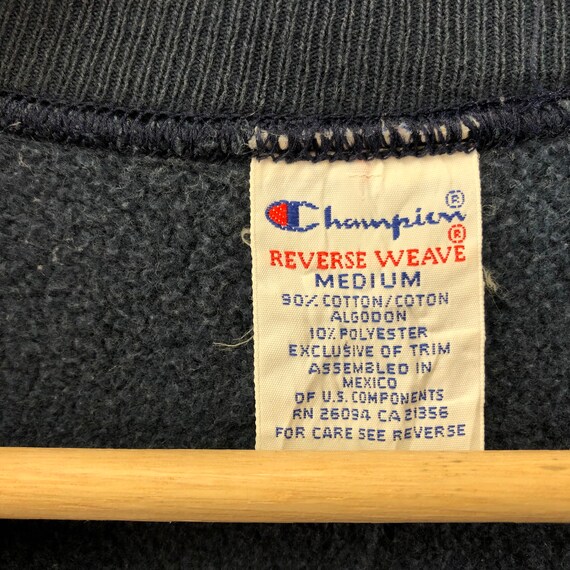 Champion®
REVERSE WEAVE®
MEDIUM
90% COTTON/COTON
ALGODON
10% POLYESTER
EXCLUSIVE OF TRIM
ASSEMBLED IN
MEXICO
OF U.S. COMPONENTS
RN 26094 CA 21356
FOR CARE SEE REVERSE